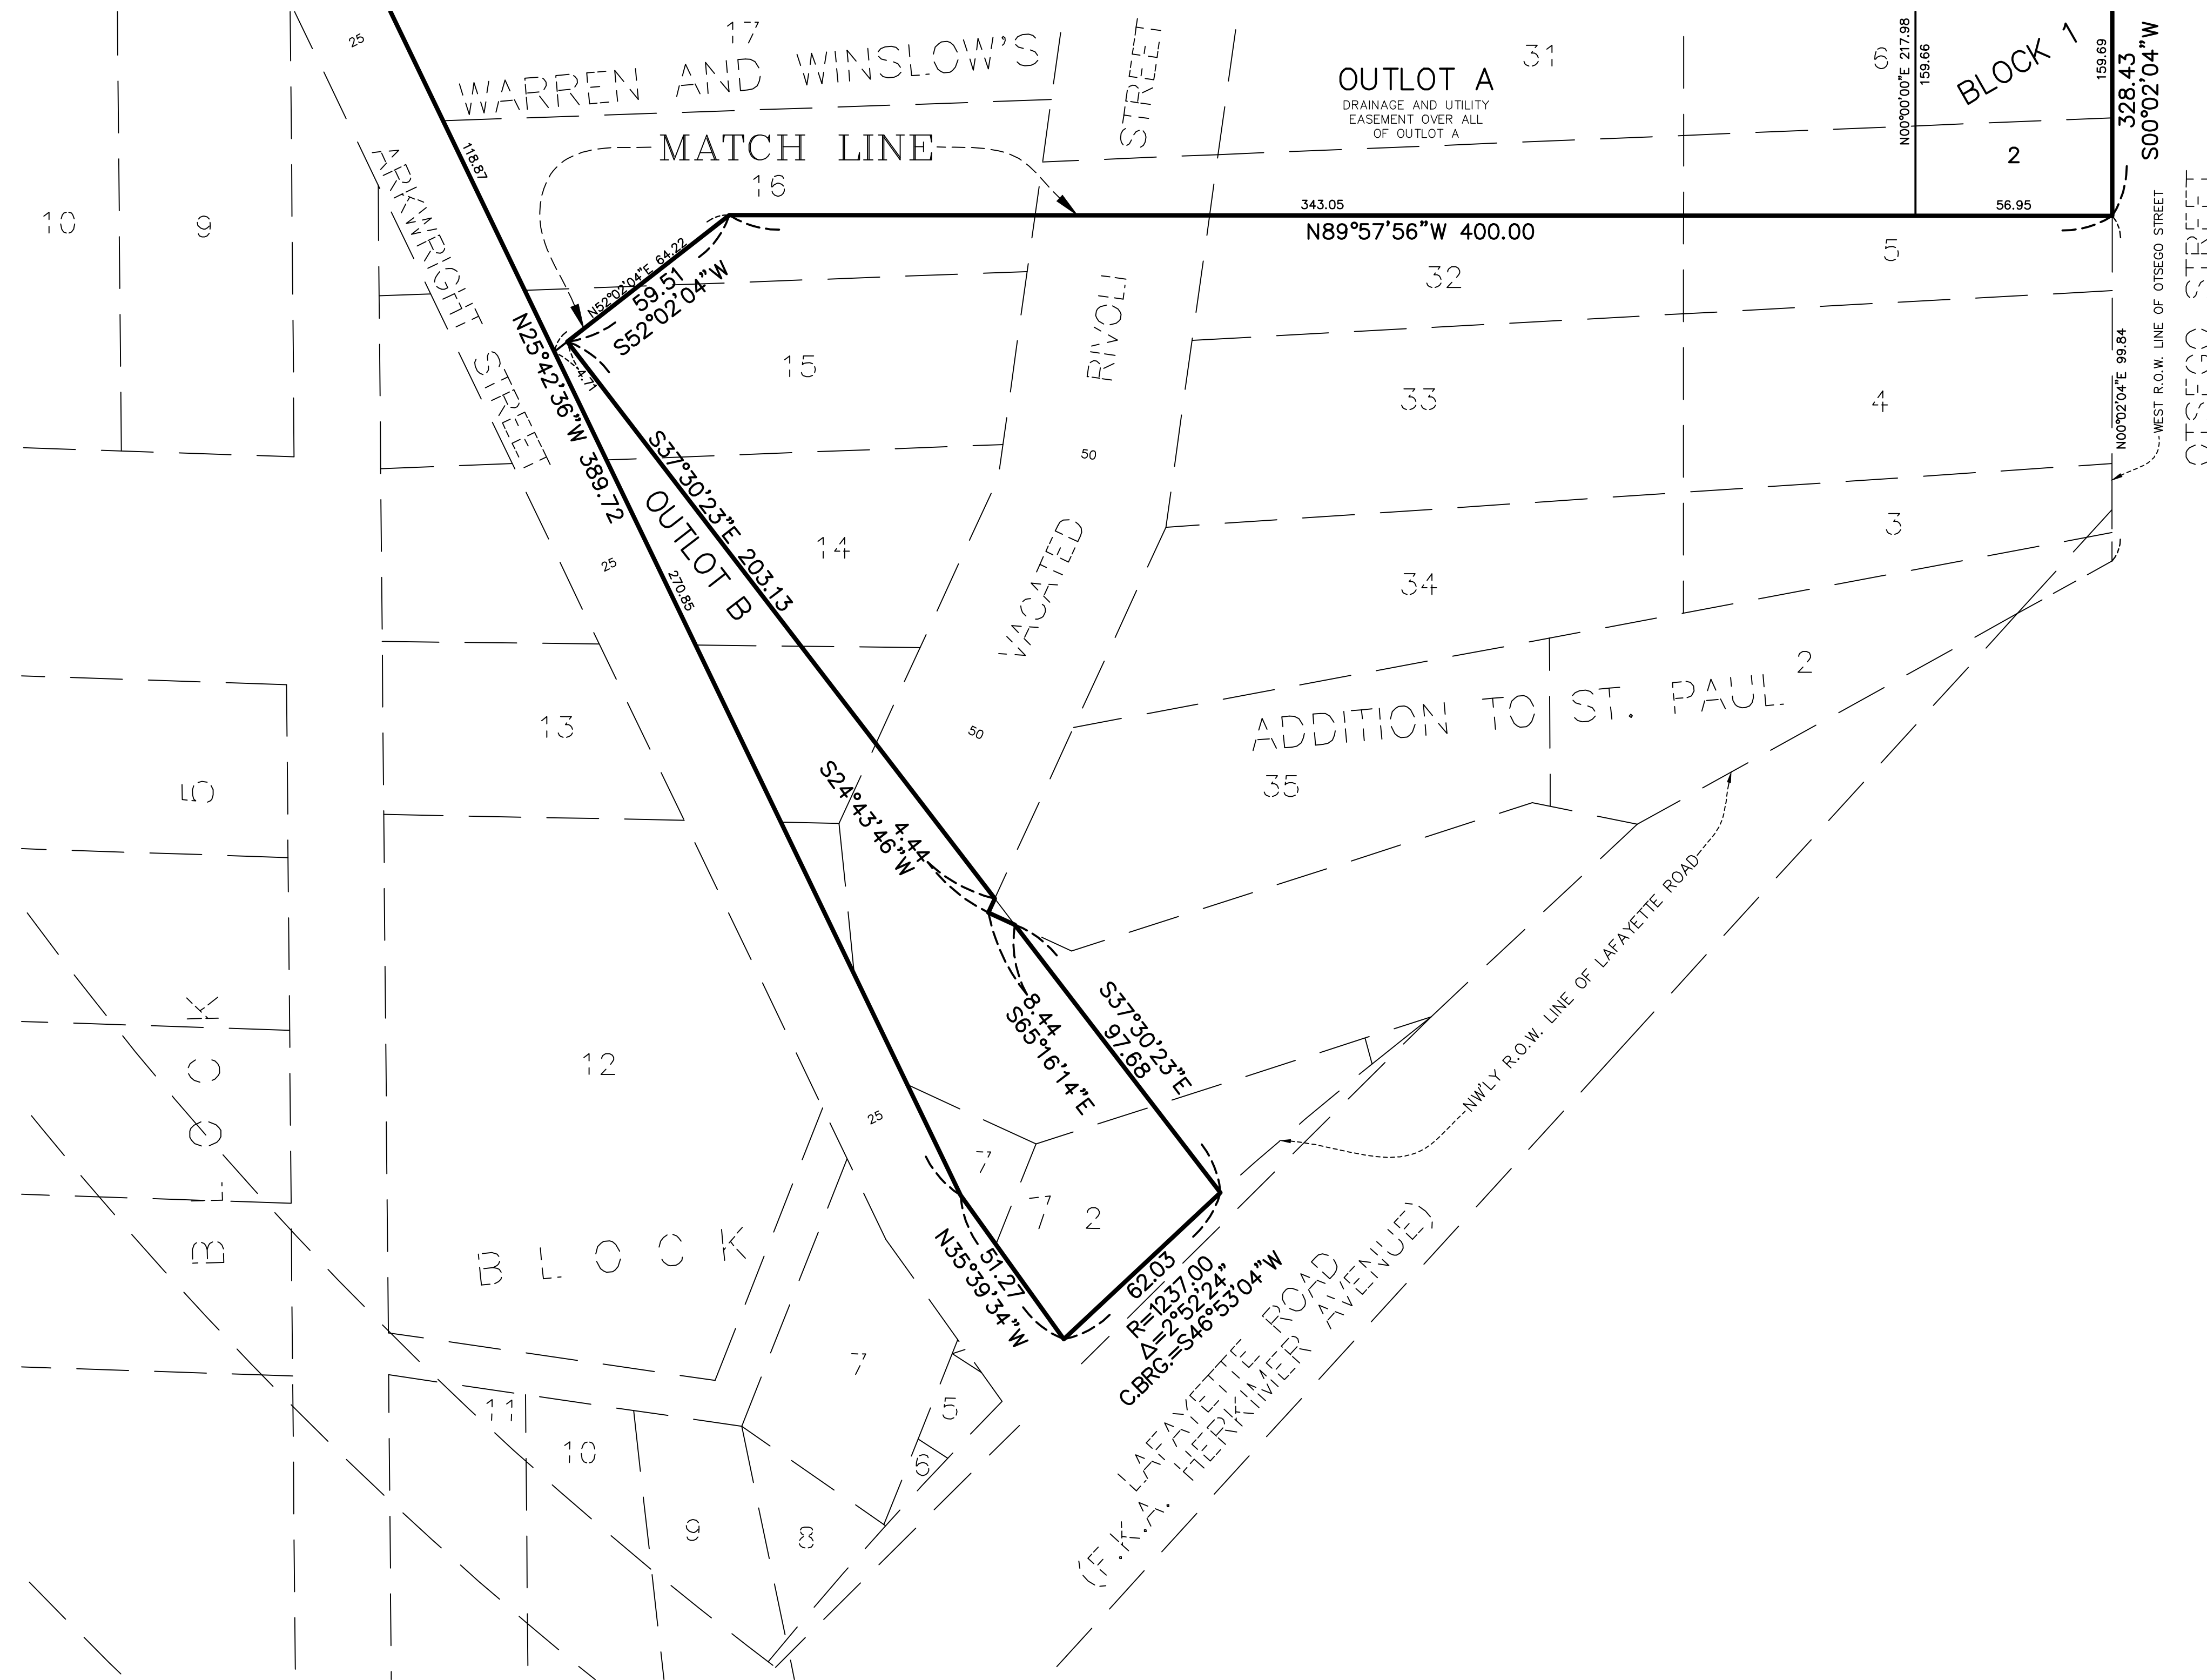 17
25
WARREN AND WINSLOW'S
STREET
31
OUTLOT A
DRAINAGE AND UTILITY
EASEMENT OVER ALL
OF OUTLOT A
6
N00°00'00"E 217.98
159.66
BLOCK 1
159.69
328.43
S00°02'04"W
118.87
MATCH LINE
16
2
10
9
ARKWRIGHT STREET
343.05
N89°57'56"W 400.00
56.95
5
WEST R.O.W. LINE OF OTSEGO STREET
OTSEGO STREET
N52°02'04"E 64.22
59.51
S52°02'04"W
32
RIVOLI
15
4.71
N25°42'36"W 389.72
33
4
N00°02'04"E 99.84
S37°30'23"E 203.13
50
OUTLOT B
14
3
25
270.85
34
VACATED
13
50
ADDITION TO ST. PAUL
2
35
5
S24°43'46"W
4.44
NW'LY R.O.W. LINE OF LAFAYETTE ROAD
8.44
S65°16'14"E
S37°30'23"E
97.68
BLOCK
12
25
7
7
2
BLOCK
N35°39'34"W
51.27
62.03
R=1237.00
Δ=2°52'24"
C.BRG.=S46°53'04"W
LAFAYETTE ROAD
(F.K.A. HERKIMER AVENUE)
7
5
11
10
6
9
8